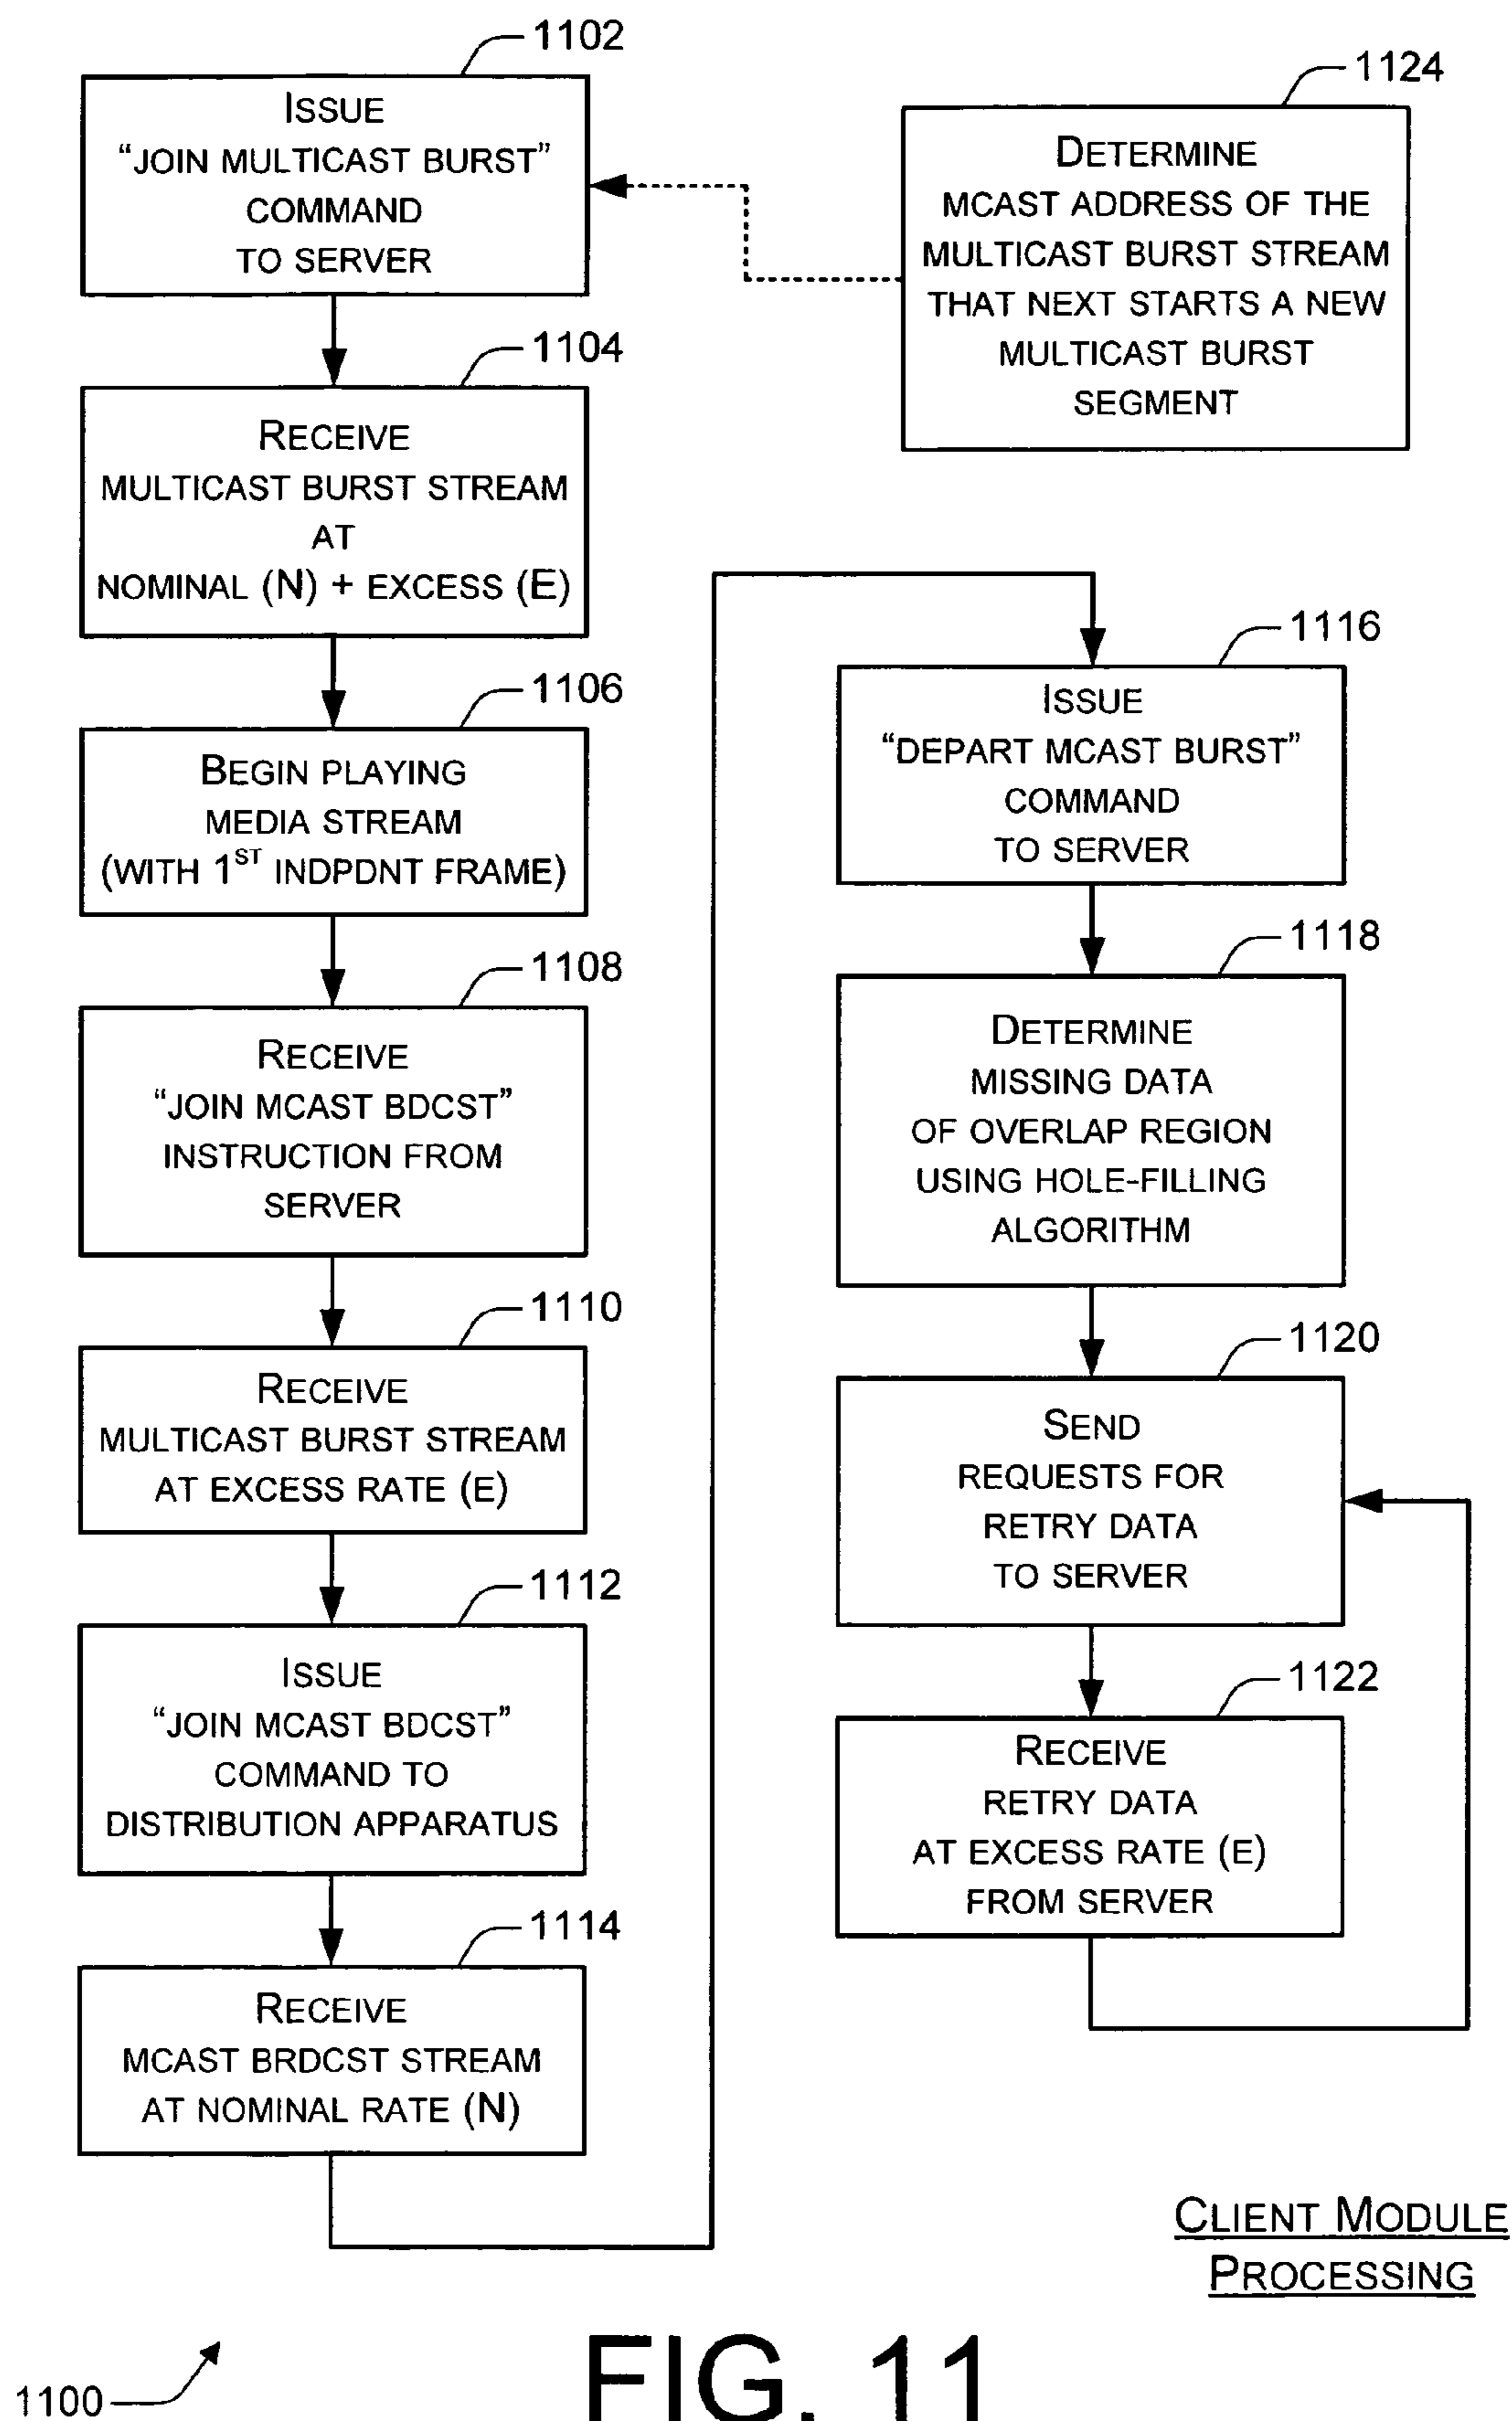 1102
ISSUE
“JOIN MULTICAST BURST”
COMMAND
TO SERVER
1124
DETERMINE
MCAST ADDRESS OF THE
MULTICAST BURST STREAM
THAT NEXT STARTS A NEW
MULTICAST BURST
SEGMENT
1104
RECEIVE
MULTICAST BURST STREAM
AT
NOMINAL (N) + EXCESS (E)
1106
BEGIN PLAYING
MEDIA STREAM
(WITH 1ST INDPDNT FRAME)
1108
RECEIVE
“JOIN MCAST BDCST”
INSTRUCTION FROM
SERVER
1110
RECEIVE
MULTICAST BURST STREAM
AT EXCESS RATE (E)
1112
ISSUE
“JOIN MCAST BDCST”
COMMAND TO
DISTRIBUTION APPARATUS
1114
RECEIVE
MCAST BRDCST STREAM
AT NOMINAL RATE (N)
1116
ISSUE
“DEPART MCAST BURST”
COMMAND
TO SERVER
1118
DETERMINE
MISSING DATA
OF OVERLAP REGION
USING HOLE-FILLING
ALGORITHM
1120
SEND
REQUESTS FOR
RETRY DATA
TO SERVER
1122
RECEIVE
RETRY DATA
AT EXCESS RATE (E)
FROM SERVER
CLIENT MODULE
PROCESSING
1100
FIG. 11